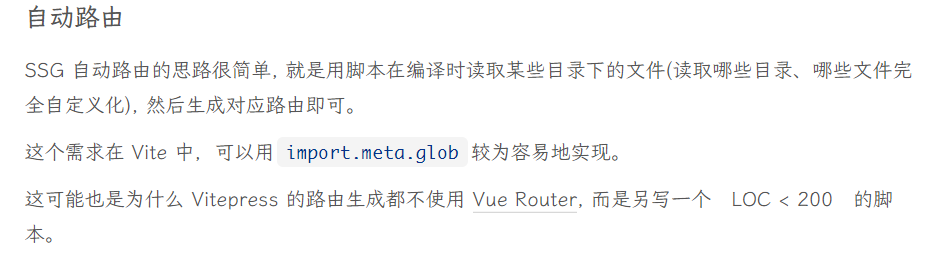 自动路由
SSG 自动路由的思路很简单, 就是用脚本在编译时读取某些目录下的文件(读取哪些目录、哪些文件完
全自定义化), 然后生成对应路由即可。
这个需求在 Vite 中， 可以用 import.meta.glob 较为容易地实现。
这可能也是为什么 Vitepress 的路由生成都不使用 Vue Router, 而是另写一个 LOC < 200 的脚
本。